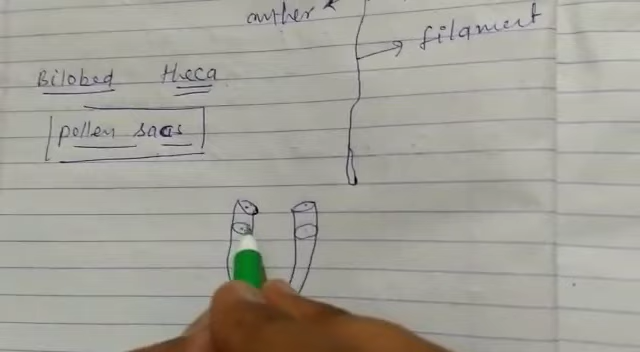 anther
filament
Bilobed Theca
pollen sacs